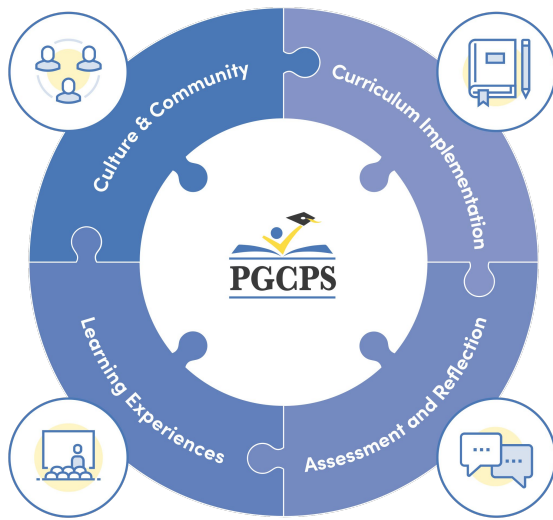 Culture & Community
Curriculum Implementation
PGCPS
Learning Experiences
Assessment and Reflection